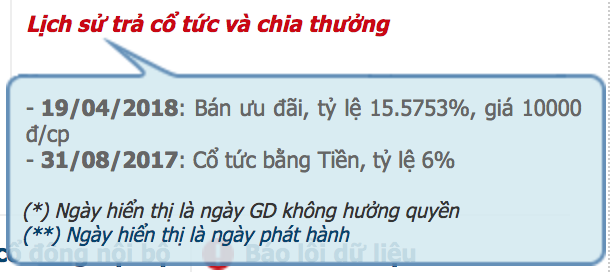 Lịch sử trả cổ tức và chia thưởng
- 19/04/2018: Bán ưu đãi, tỷ lệ 15.5753%, giá 10000
đ/cp
- 31/08/2017: Cổ tức bằng Tiền, tỷ lệ 6%
(*) Ngày hiển thị là ngày GD không hưởng quyền
(**) Ngày hiển thị là ngày phát hành
cổ đông nội bộ Báo lỗi dữ liệu